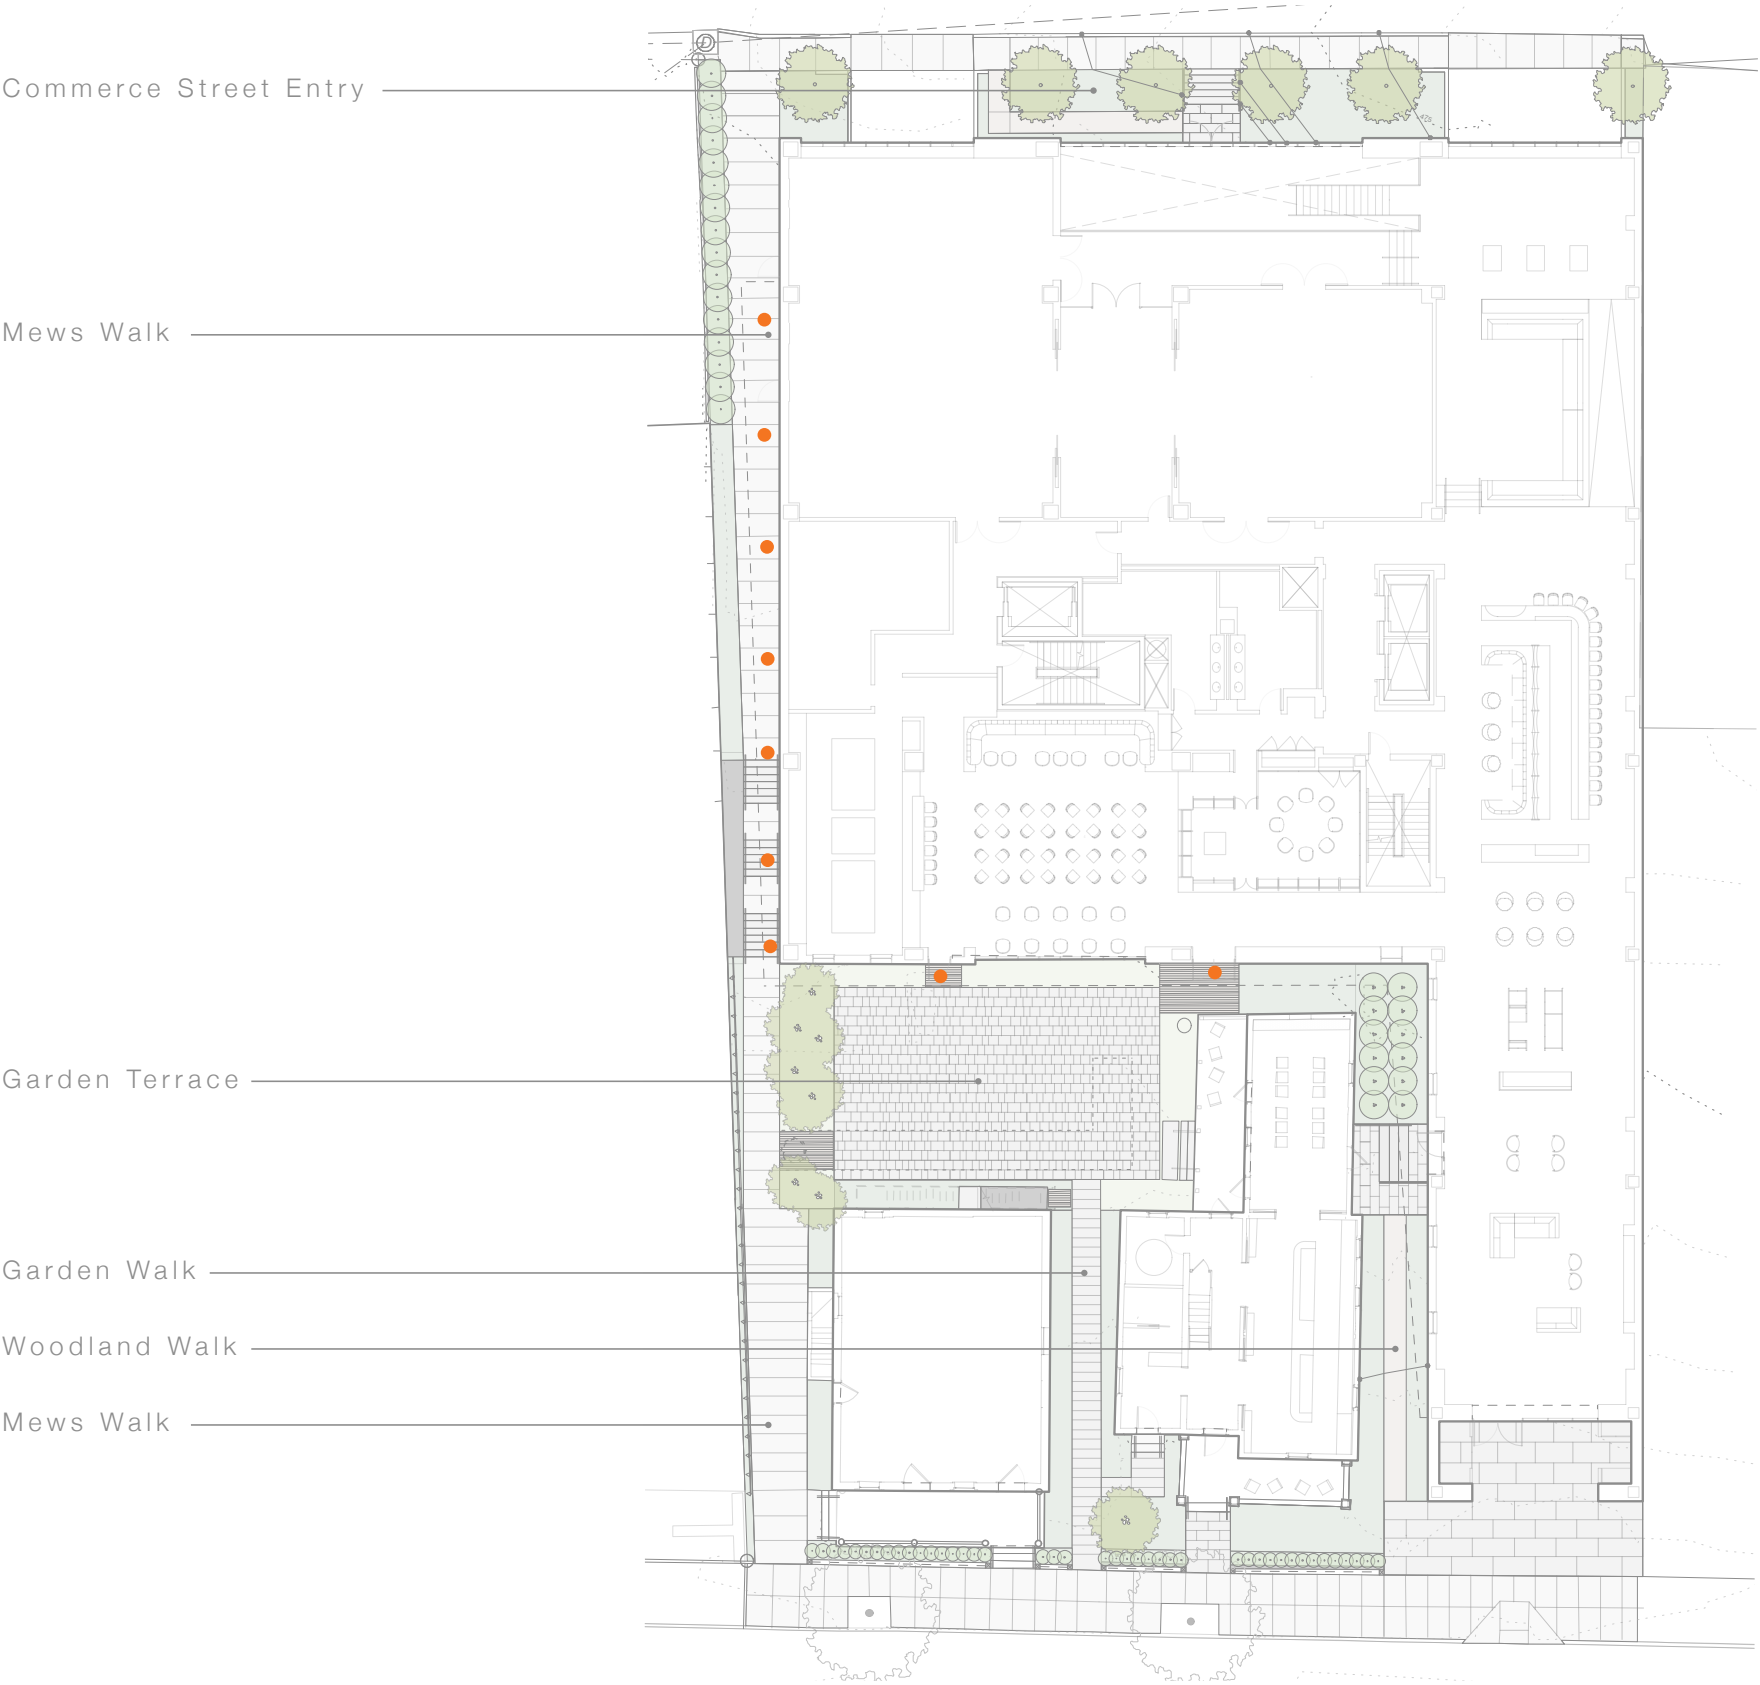 Commerce Street Entry
Mews Walk
Garden Terrace
Garden Walk
Woodland Walk
Mews Walk